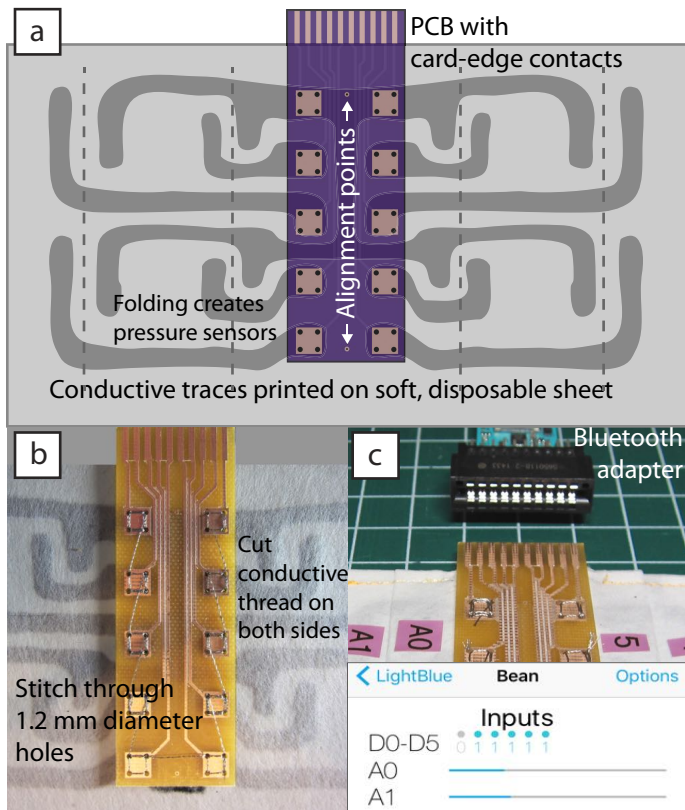 a
PCB with
card-edge contacts
Alignment points
Folding creates
pressure sensors
Conductive traces printed on soft, disposable sheet
b
Cut
conductive
thread on
both sides
Stitch through
1.2 mm diameter
holes
c
Bluetooth
adapter
A1
A0
5
LightBlue
Bean
Options
Inputs
D0-D5
0 1 1 1 1 1
A0
A1